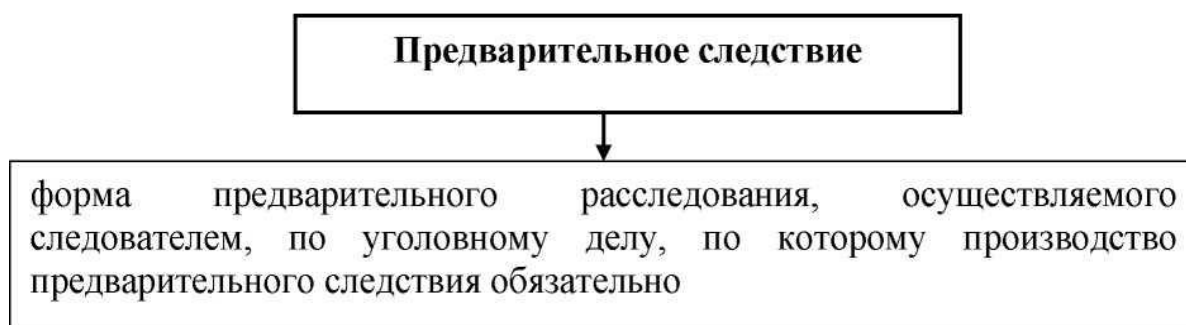 Предварительное следствие
форма предварительного расследования, осуществляемого
следователем, по уголовному делу, по которому производство
предварительного следствия обязательно